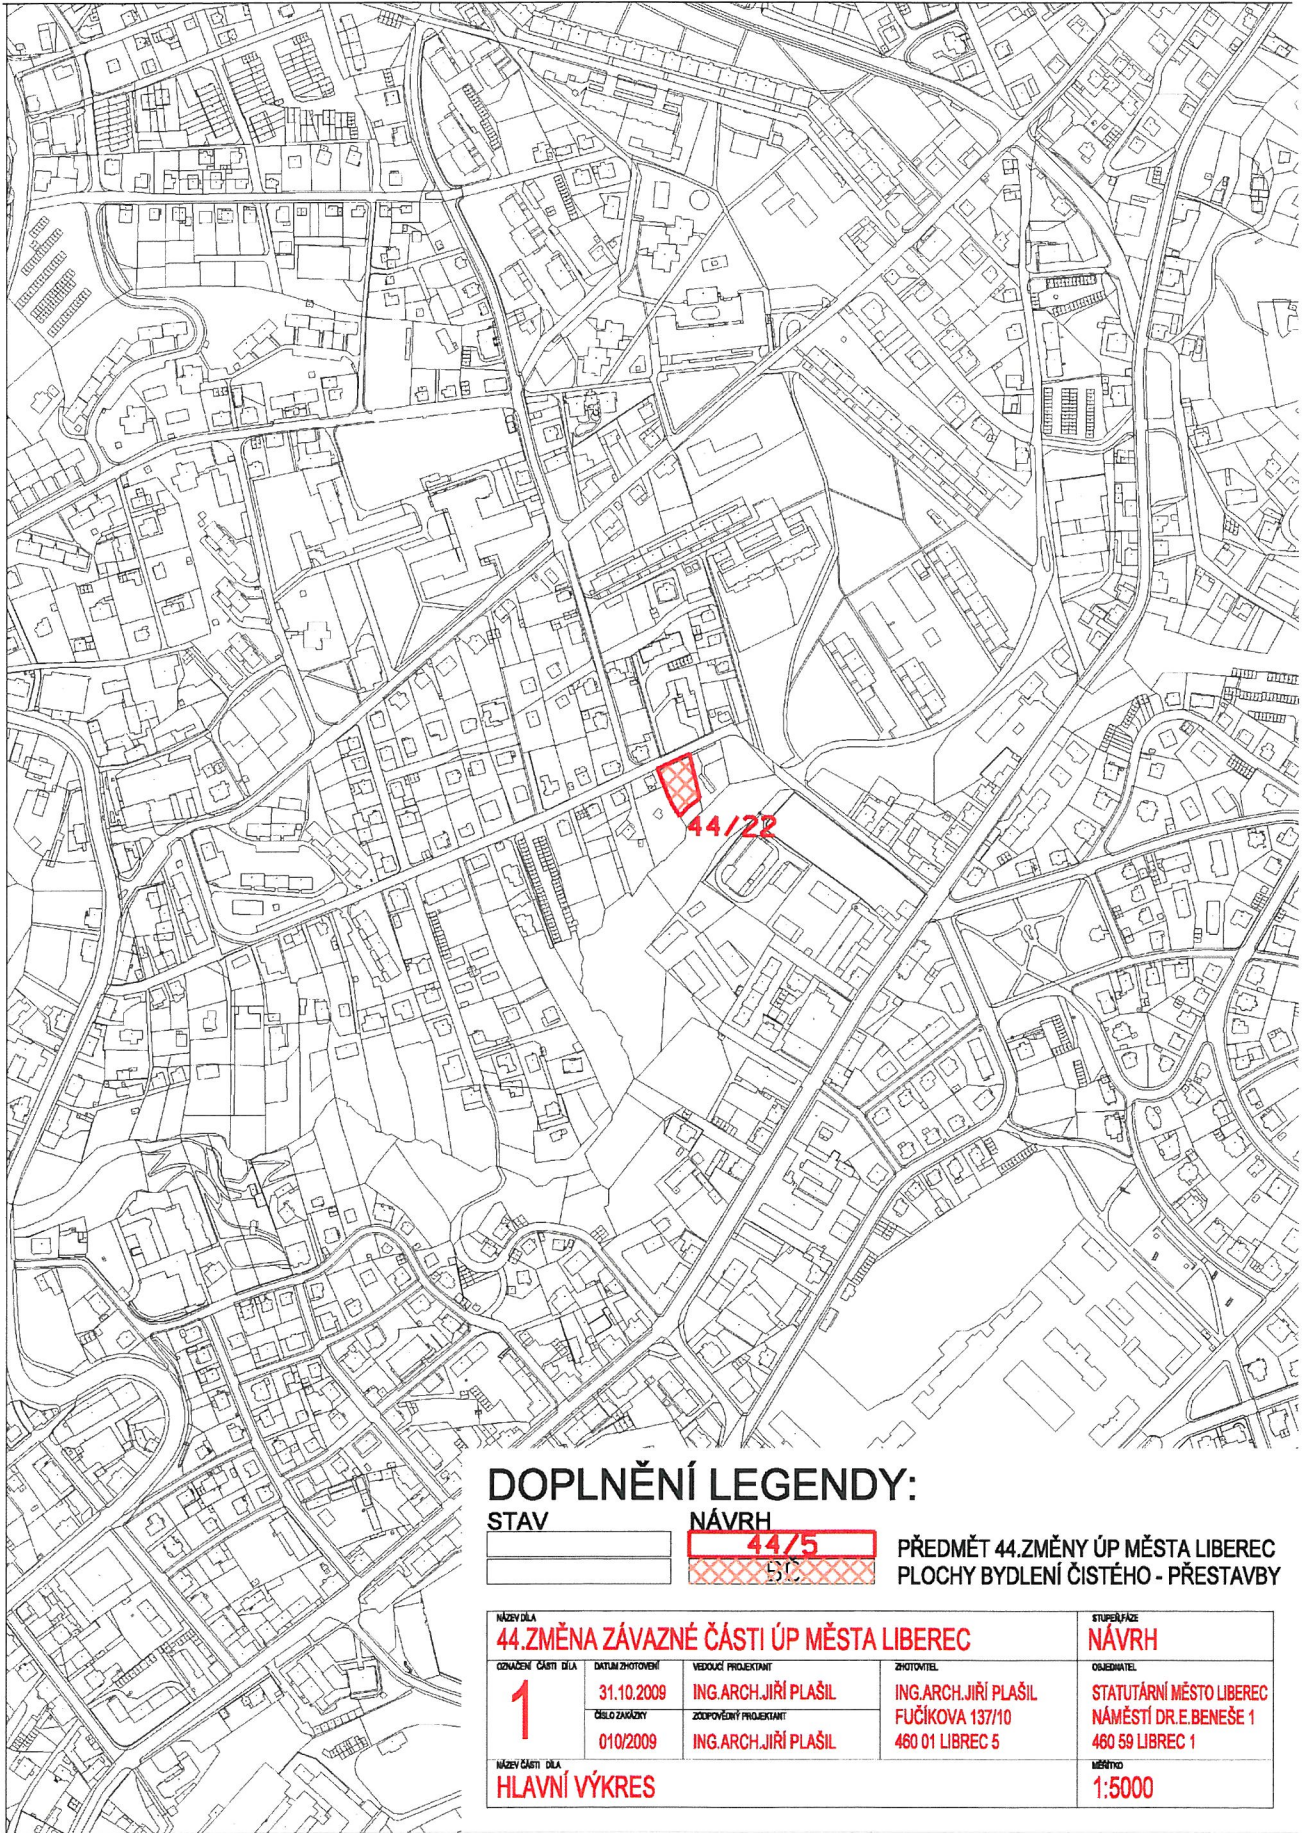 44/22
DOPLNĚNÍ LEGENDY:
STAV NÁVRH
44/5 PŘEDMĚT 44.ZMĚNY ÚP MĚSTA LIBEREC
BČ PLOCHY BYDLENÍ ČISTÉHO - PŘESTAVBY
NÁZEV DÍLA
44.ZMĚNA ZÁVAZNÉ ČÁSTI ÚP MĚSTA LIBEREC
STUPEŇ/FÁZE
NÁVRH
OZNAČENÍ ČÁSTI DÍLA
1
DATUM ZHOTOVENÍ
31.10.2009
ČÍSLO ZAKÁZKY
010/2009
VEDOUCÍ PROJEKTANT
ING.ARCH.JIŘÍ PLAŠIL
ZODPOVĚDNÝ PROJEKTANT
ING.ARCH.JIŘÍ PLAŠIL
ZHOTOVITEL
ING.ARCH.JIŘÍ PLAŠIL
FUČÍKOVA 137/10
460 01 LIBREC 5
OBJEDNATEL
STATUTÁRNÍ MĚSTO LIBEREC
NÁMĚSTÍ DR.E.BENEŠE 1
460 59 LIBREC 1
NÁZEV ČÁSTI DÍLA
HLAVNÍ VÝKRES
MĚŘÍTKO
1:5000